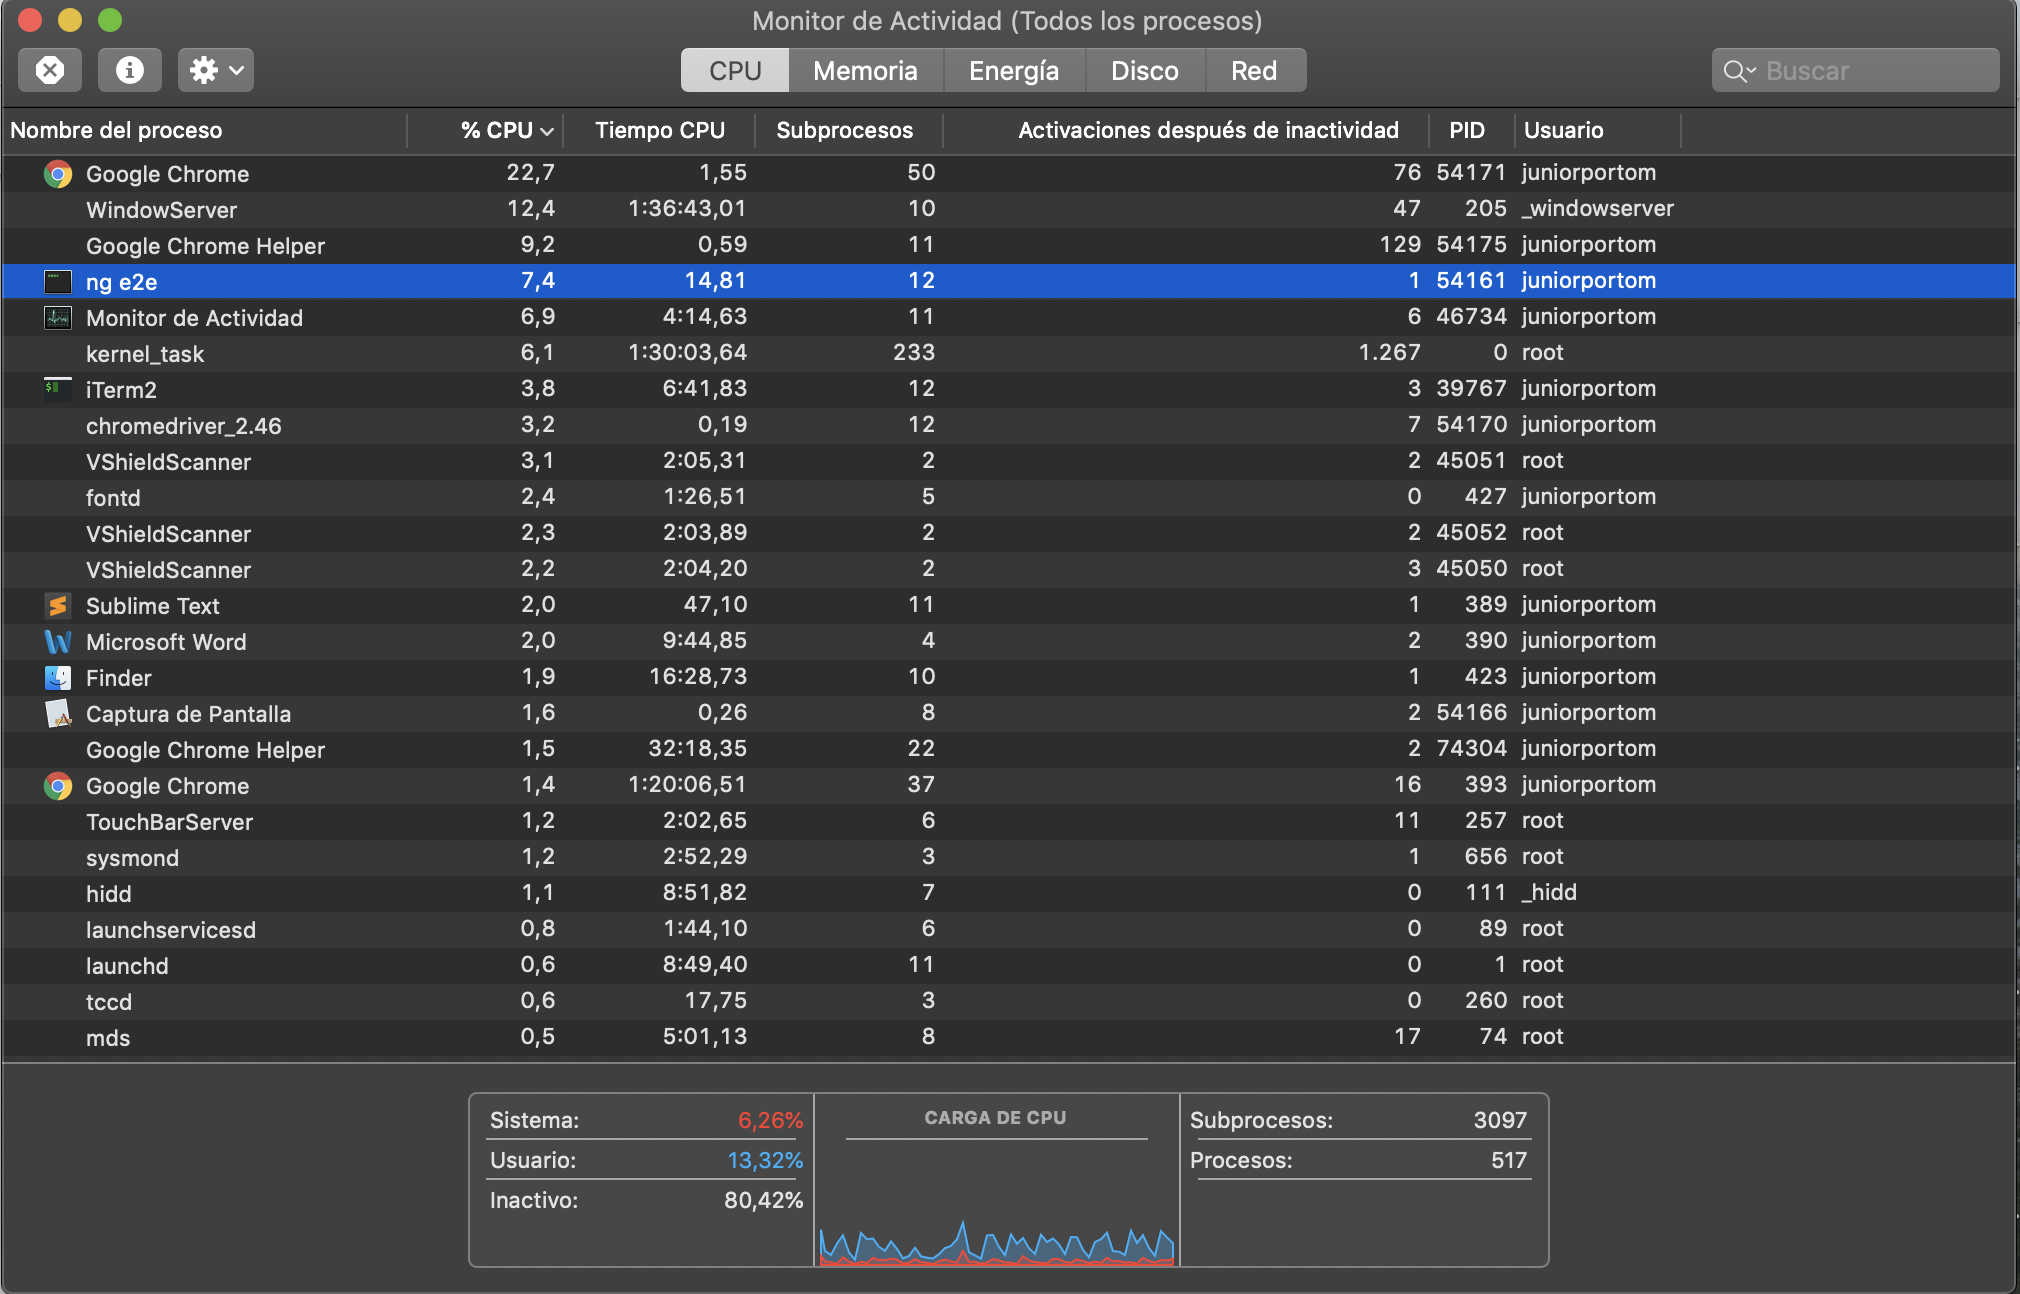 Monitor de Actividad (Todos los procesos)
CPU Memoria Energía Disco Red Buscar
Nombre del proceso % CPU Tiempo CPU Subprocesos Activaciones después de inactividad PID Usuario
Google Chrome 22,7 1,55 50 76 54171 juniorportom
WindowServer 12,4 1:36:43,01 10 47 205 _windowserver
Google Chrome Helper 9,2 0,59 11 129 54175 juniorportom
ng e2e 7,4 14,81 12 1 54161 juniorportom
Monitor de Actividad 6,9 4:14,63 11 6 46734 juniorportom
kernel_task 6,1 1:30:03,64 233 1.267 0 root
iTerm2 3,8 6:41,83 12 3 39767 juniorportom
chromedriver_2.46 3,2 0,19 12 7 54170 juniorportom
VShieldScanner 3,1 2:05,31 2 2 45051 root
fontd 2,4 1:26,51 5 0 427 juniorportom
VShieldScanner 2,3 2:03,89 2 2 45052 root
VShieldScanner 2,2 2:04,20 2 3 45050 root
Sublime Text 2,0 47,10 11 1 389 juniorportom
Microsoft Word 2,0 9:44,85 4 2 390 juniorportom
Finder 1,9 16:28,73 10 1 423 juniorportom
Captura de Pantalla 1,6 0,26 8 2 54166 juniorportom
Google Chrome Helper 1,5 32:18,35 22 2 74304 juniorportom
Google Chrome 1,4 1:20:06,51 37 16 393 juniorportom
TouchBarServer 1,2 2:02,65 6 11 257 root
sysmond 1,2 2:52,29 3 1 656 root
hidd 1,1 8:51,82 7 0 111 _hidd
launchservicesd 0,8 1:44,10 6 0 89 root
launchd 0,6 8:49,40 11 0 1 root
tccd 0,6 17,75 3 0 260 root
mds 0,5 5:01,13 8 17 74 root
Sistema: 6,26%
Usuario: 13,32%
Inactivo: 80,42%
CARGA DE CPU
Subprocesos: 3097
Procesos: 517